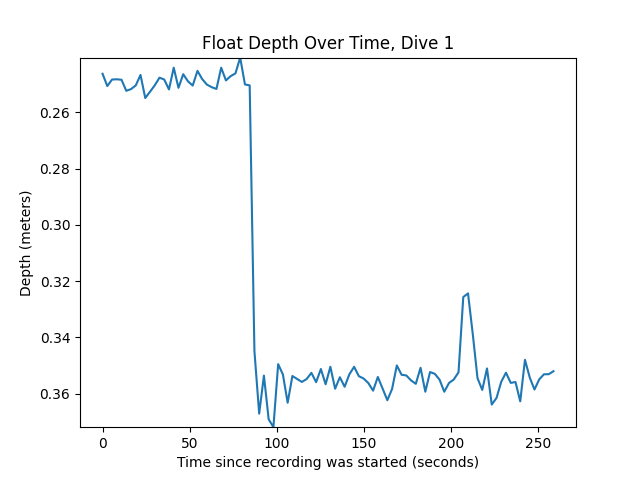 Float Depth Over Time, Dive 1
Depth (meters)
0.26
0.28
0.30
0.32
0.34
0.36
0 50 100 150 200 250
Time since recording was started (seconds)